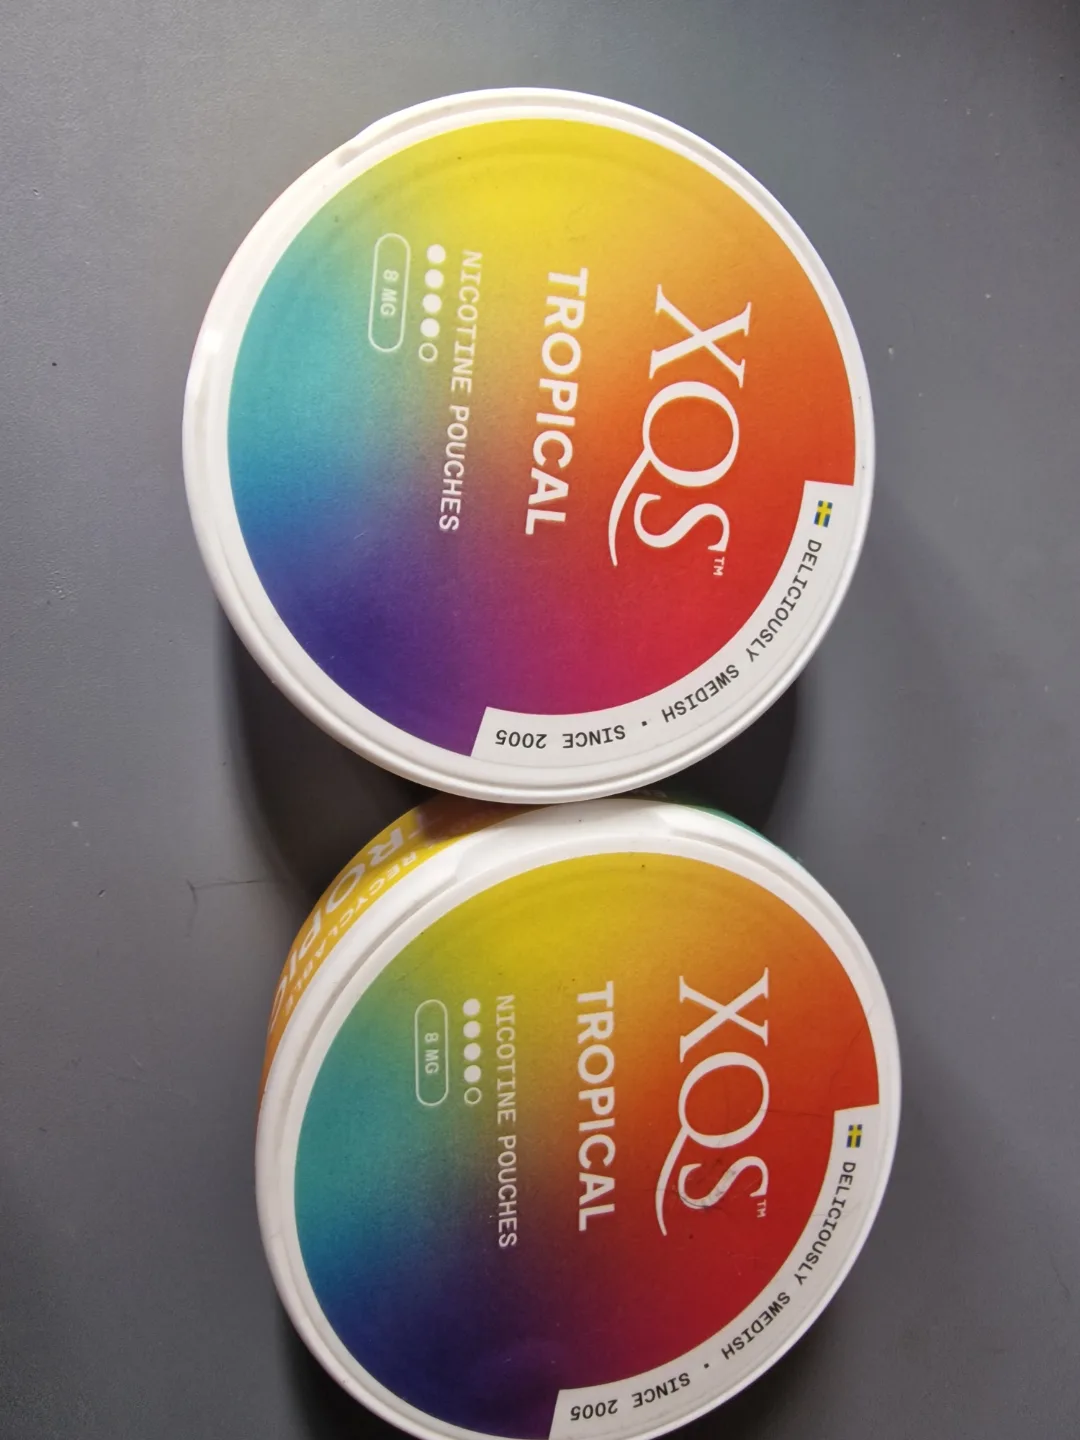 XQS™
TROPICAL
NICOTINE POUCHES
8 MG
DELICIOUSLY SWEDISH • SINCE 2005
XQS™
TROPICAL
NICOTINE POUCHES
8 MG
DELICIOUSLY SWEDISH • SINCE 2005
RECYCLABLE